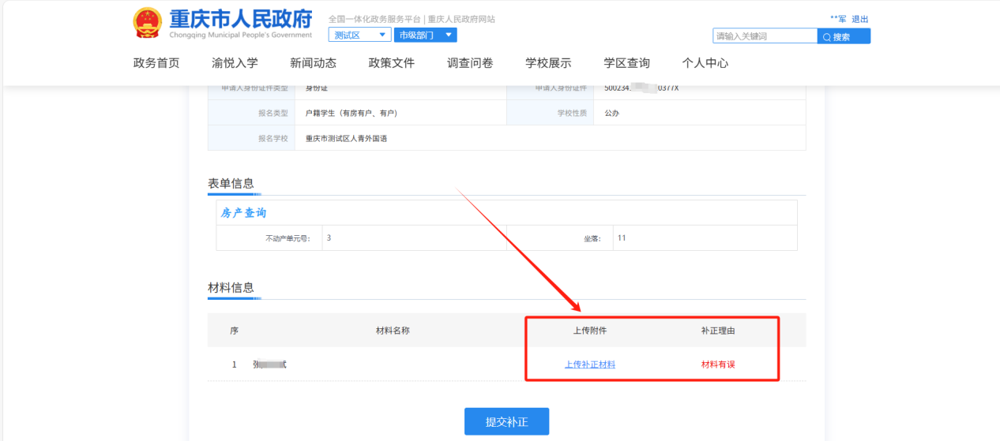 重庆市人民政府
Chongqing Municipal People's Government
全国一体化政务服务平台 | 重庆人民政府网站
测试区 市级部门
**军 退出
请输入关键词 搜索
政务首页 渝悦入学 新闻动态 政策文件 调查问卷 学校展示 学区查询 个人中心
申请人身份证件类型 身份证 申请人身份证件 500234 0377X
报名类型 户籍学生（有房有户、有户） 学校性质 公办
报名学校 重庆市测试区人青外国语
表单信息
房产查询
不动产单元号： 3 坐落： 11
材料信息
序 材料名称 上传附件 补正理由
1 张 试 上传补正材料 材料有误
提交补正